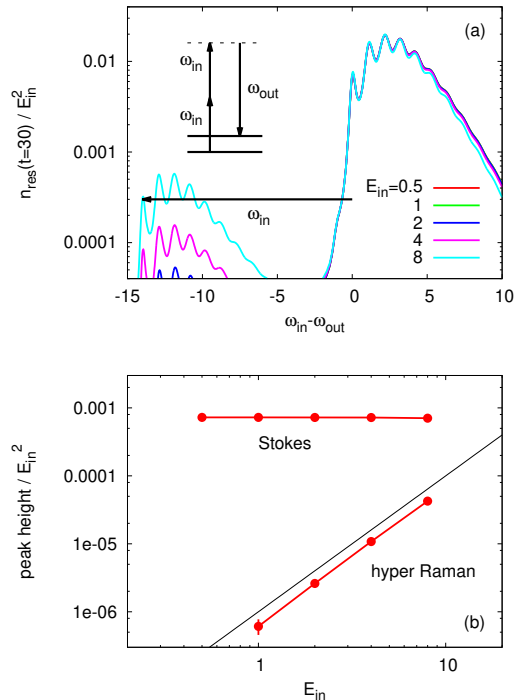 (a)
n_res(t=30) / E_in^2
0.01
0.001
0.0001
ω_in
ω_in
ω_out
ω_in
E_in=0.5
1
2
4
8
-15 -10 -5 0 5 10
ω_in-ω_out
peak height / E_in^2
0.001
0.0001
1e-05
1e-06
Stokes
hyper Raman
(b)
1 10
E_in